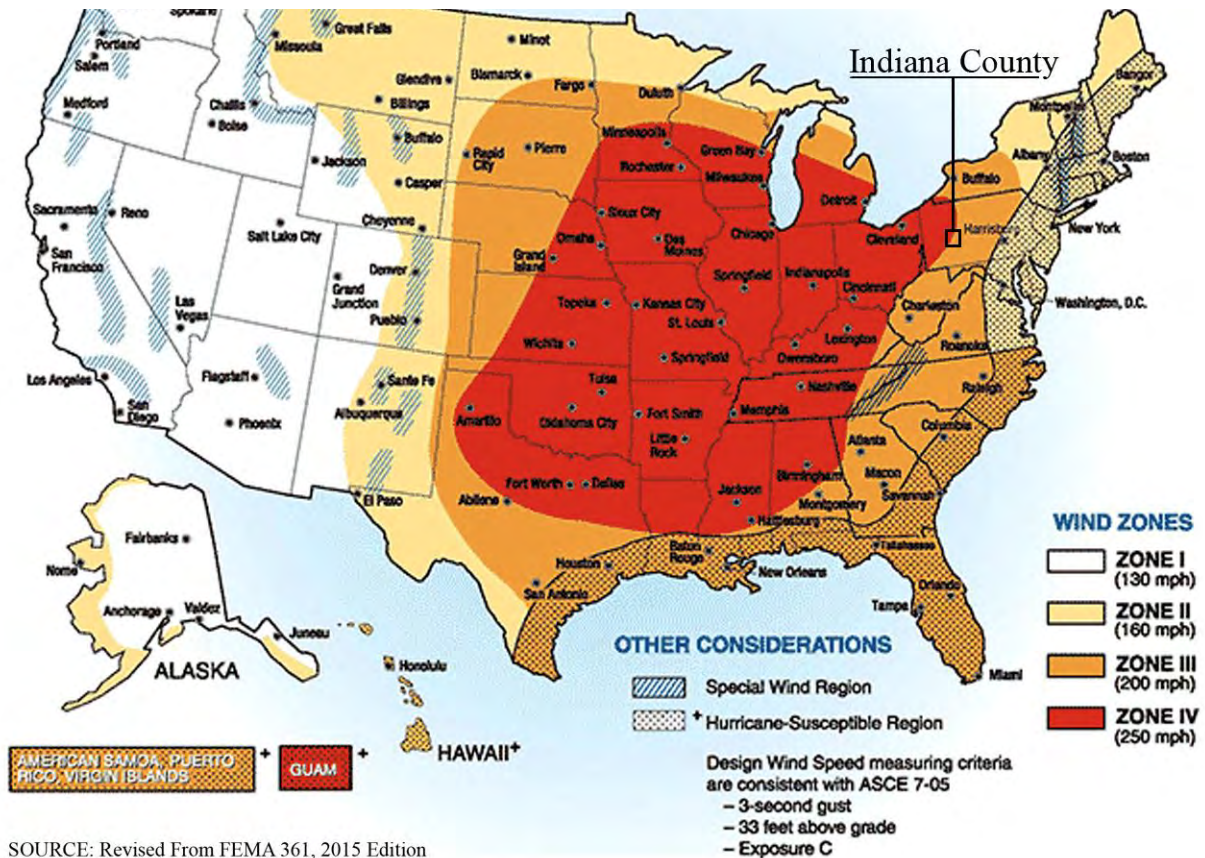 Spokane
Portland
Salem
Medford
Missoula
Great Falls
Challis
Boise
Glendive
Billings
Minot
Bismarck
Fargo
Duluth
Indiana County
Bangor
Montpelier
Jackson
Buffalo
Casper
Rapid City
Pierre
Minneapolis
Rochester
Green Bay
Milwaukee
Detroit
Buffalo
Albany
Boston
Sacramento
San Francisco
Reno
Salt Lake City
Cheyenne
Sioux City
Omaha
Des Moines
Chicago
Cleveland
Harrisburg
New York
Grand Junction
Denver
Pueblo
Grand Island
Topeka
Kansas City
Springfield
Indianapolis
Cincinnati
Charleston
Washington, D.C.
Las Vegas
Los Angeles
San Diego
Flagstaff
Phoenix
Sante Fe
Albuquerque
Wichita
St. Louis
Springfield
Owensboro
Lexington
Roanoke
Raleigh
Amarillo
Tulsa
Oklahoma City
Fort Smith
Little Rock
Memphis
Nashville
Columbia
Atlanta
Macon
Savannah
El Paso
Abilene
Fort Worth
Dallas
Jackson
Hattiesburg
Birmingham
Montgomery
Tallahassee
Houston
San Antonio
Baton Rouge
New Orleans
Orlando
Tampa
Miami
Fairbanks
Nome
Anchorage
Valdez
Juneau
ALASKA
Honolulu
HAWAII+
AMERICAN SAMOA, PUERTO
RICO, VIRGIN ISLANDS
+
GUAM
+
WIND ZONES
ZONE I
(130 mph)
ZONE II
(160 mph)
ZONE III
(200 mph)
ZONE IV
(250 mph)
OTHER CONSIDERATIONS
Special Wind Region
+ Hurricane-Susceptible Region
Design Wind Speed measuring criteria
are consistent with ASCE 7-05
– 3-second gust
– 33 feet above grade
– Exposure C
SOURCE: Revised From FEMA 361, 2015 Edition